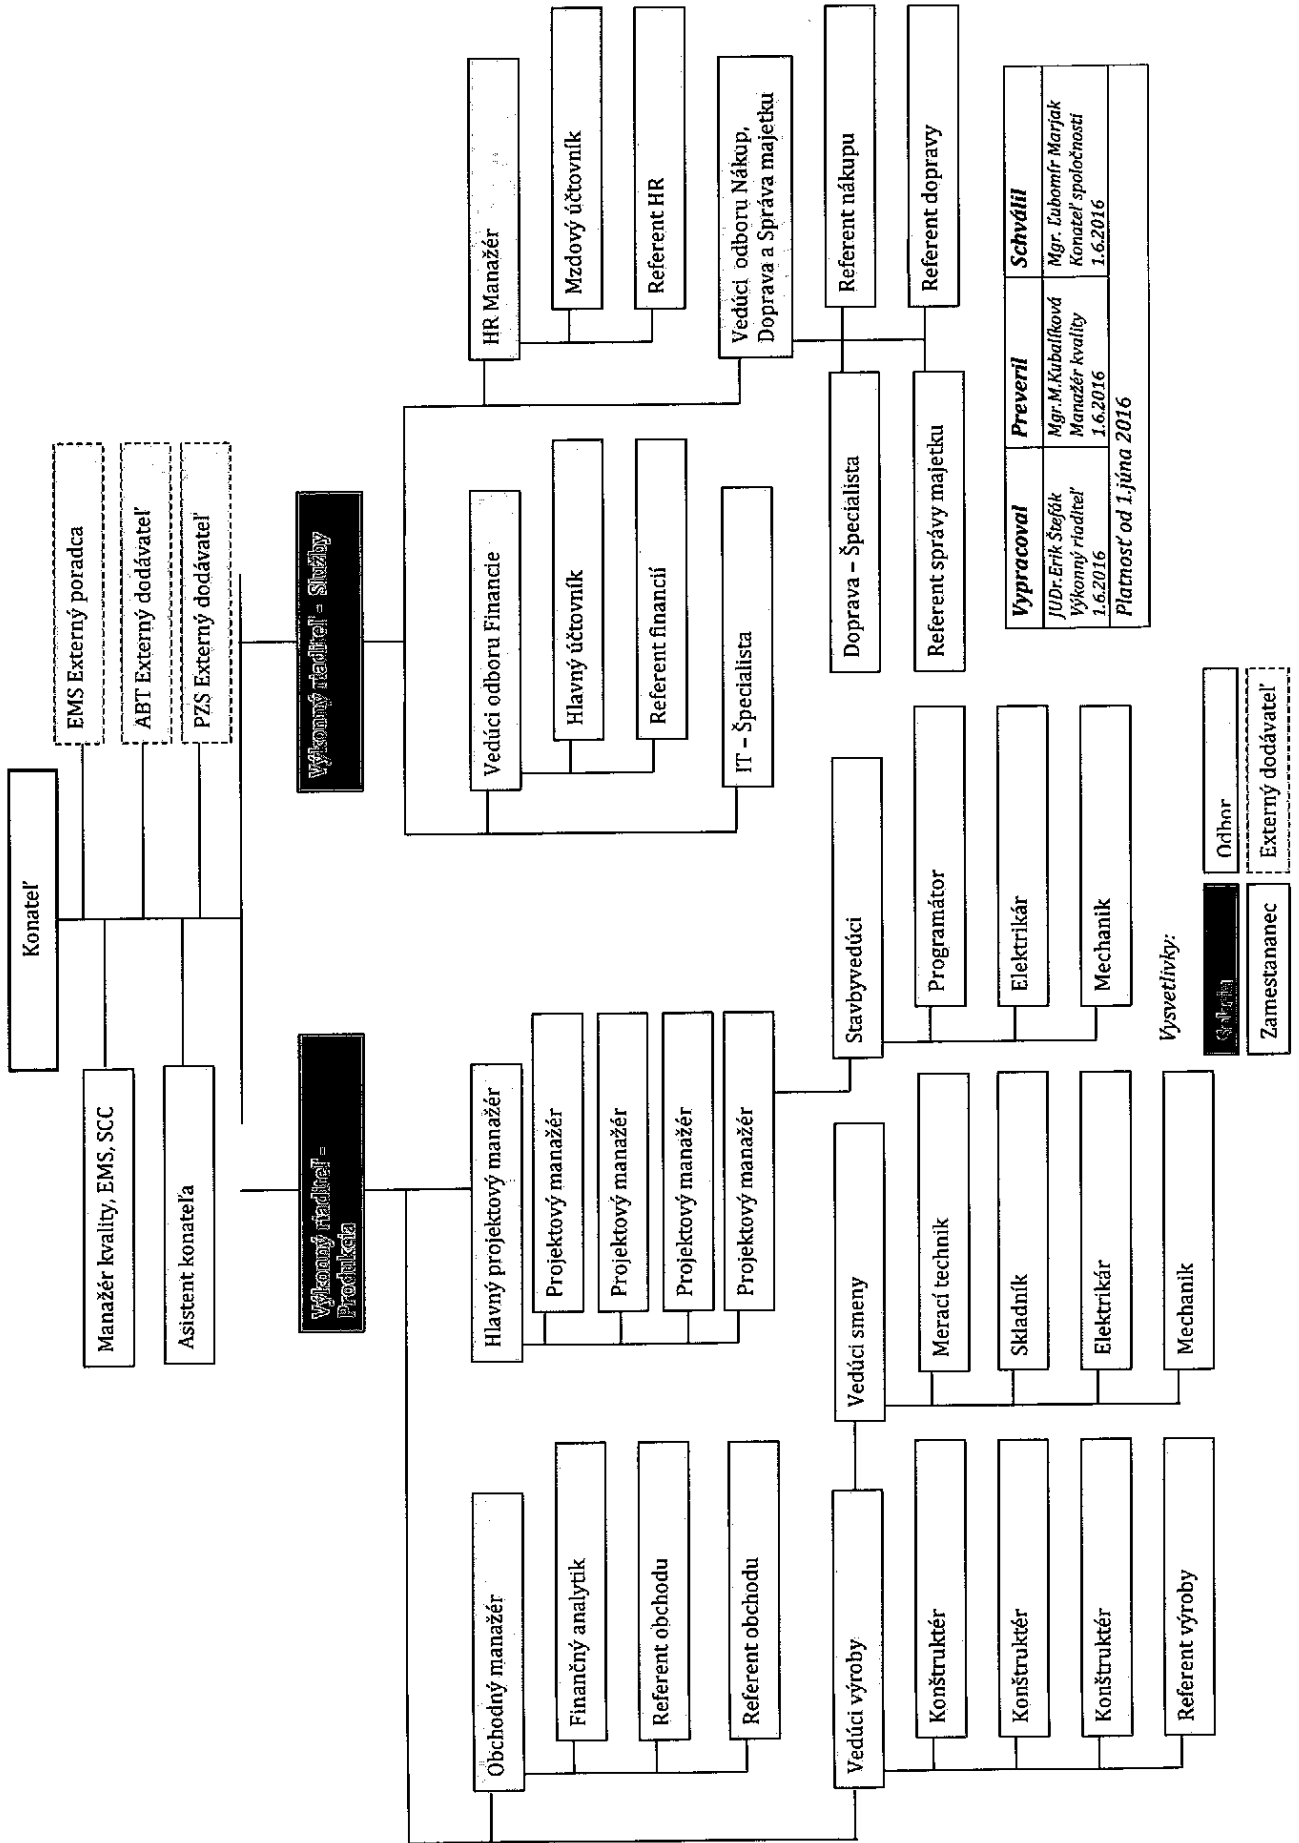 Konateľ
Manažér kvality, EMS, SCC
EMS Externý poradca
ABT Externý dodávateľ
Asistent konateľa
PZS Externý dodávateľ
Výkonný riaditeľ -
Produkcia
Výkonný riaditeľ - Služby
Obchodný manažér
Finančný analytik
Referent obchodu
Referent obchodu
Hlavný projektový manažér
Projektový manažér
Projektový manažér
Projektový manažér
Projektový manažér
Vedúci odboru Financie
Hlavný účtovník
Referent financií
IT – Špecialista
HR Manažér
Mzdový účtovník
Referent HR
Vedúci odboru Nákup,
Doprava a Správa majetku
Doprava – Špecialista
Referent nákupu
Referent správy majetku
Referent dopravy
Vedúci výroby
Konštruktér
Konštruktér
Konštruktér
Referent výroby
Vedúci smeny
Merací technik
Skladník
Elektrikár
Mechanik
Stavbyvedúci
Programátor
Elektrikár
Mechanik
Vysvetlivky:
Odbor
Zamestananec
Externý dodávateľ
Vypracoval Preveril Schválil
JUDr. Erik Štefák Mgr.M.Kubalíková Mgr. Ľubomír Marjak
Výkonný riaditeľ Manažér kvality Konateľ spoločnosti
1.6.2016 1.6.2016 1.6.2016
Platnosť od 1.júna 2016